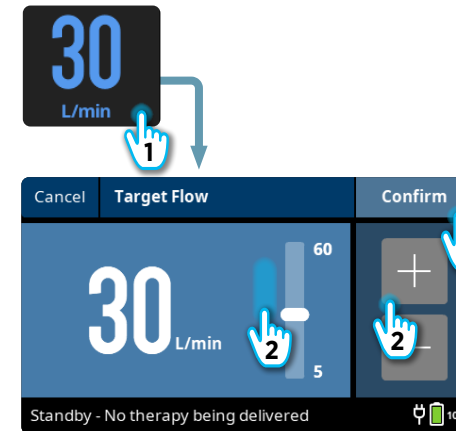 30
L/min
1
Cancel Target Flow Confirm
60
30 L/min
2
2
5
Standby - No therapy being delivered